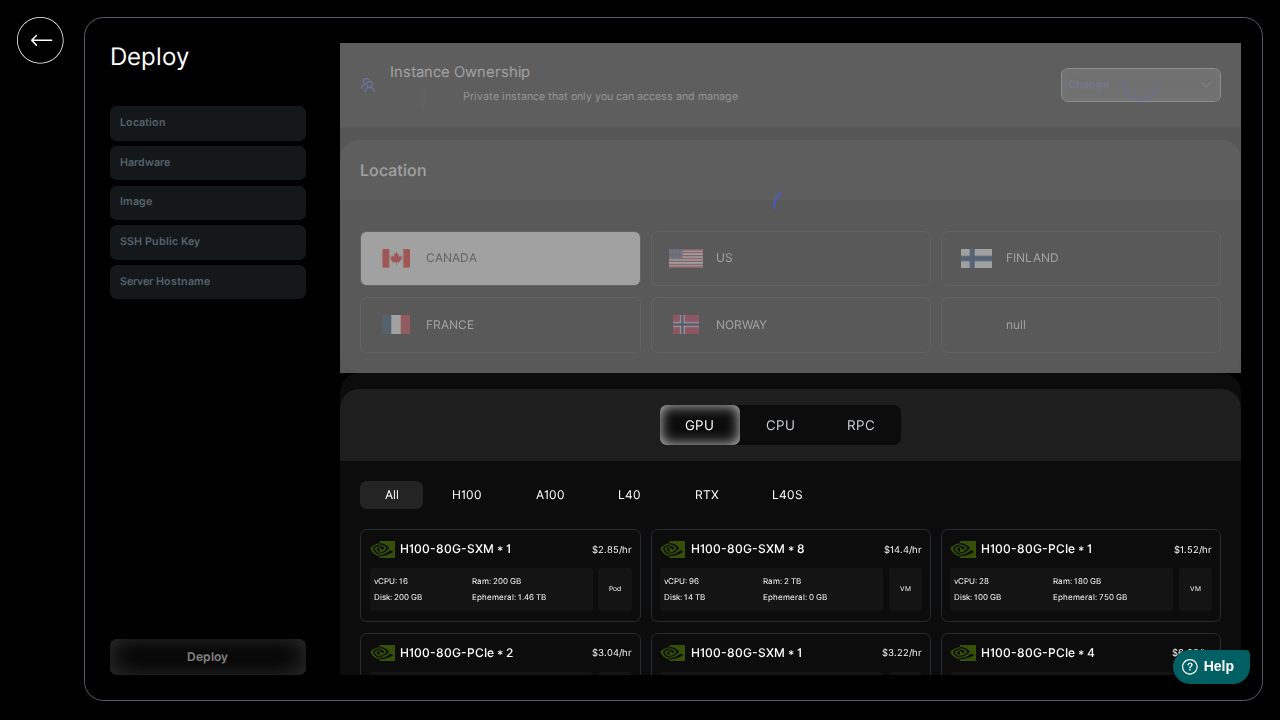 Deploy
Location
Hardware
Image
SSH Public Key
Server Hostname
Deploy
Instance Ownership
Private instance that only you can access and manage
Change
Location
CANADA
US
FINLAND
FRANCE
NORWAY
null
GPU
CPU
RPC
All
H100
A100
L40
RTX
L40S
H100-80G-SXM * 1
$2.85/hr
vCPU: 16
Ram: 200 GB
Disk: 200 GB
Ephemeral: 1.46 TB
Pod
H100-80G-SXM * 8
$14.4/hr
vCPU: 96
Ram: 2 TB
Disk: 14 TB
Ephemeral: 0 GB
VM
H100-80G-PCIe * 1
$1.52/hr
vCPU: 28
Ram: 180 GB
Disk: 100 GB
Ephemeral: 750 GB
VM
H100-80G-PCIe * 2
$3.04/hr
H100-80G-SXM * 1
$3.22/hr
H100-80G-PCIe * 4
Help